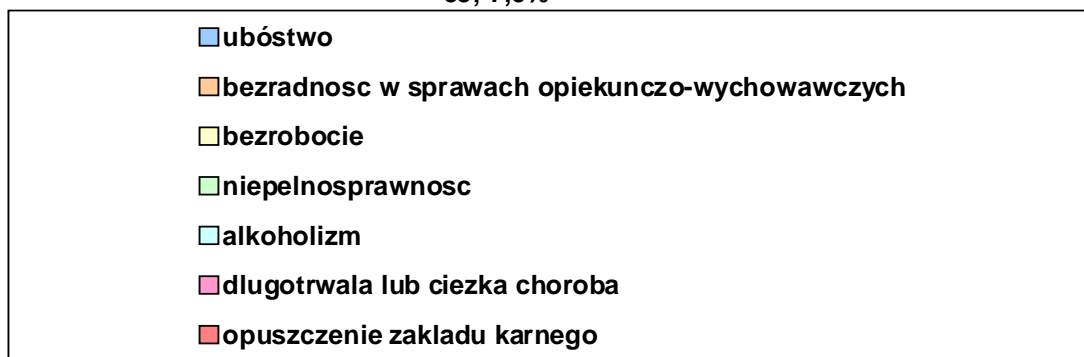 ubóstwo
bezradnosc w sprawach opiekunczo-wychowawczych
bezrobocie
niepelnosprawnosc
alkoholizm
dlugotrwala lub ciezka choroba
opuszczenie zakladu karnego